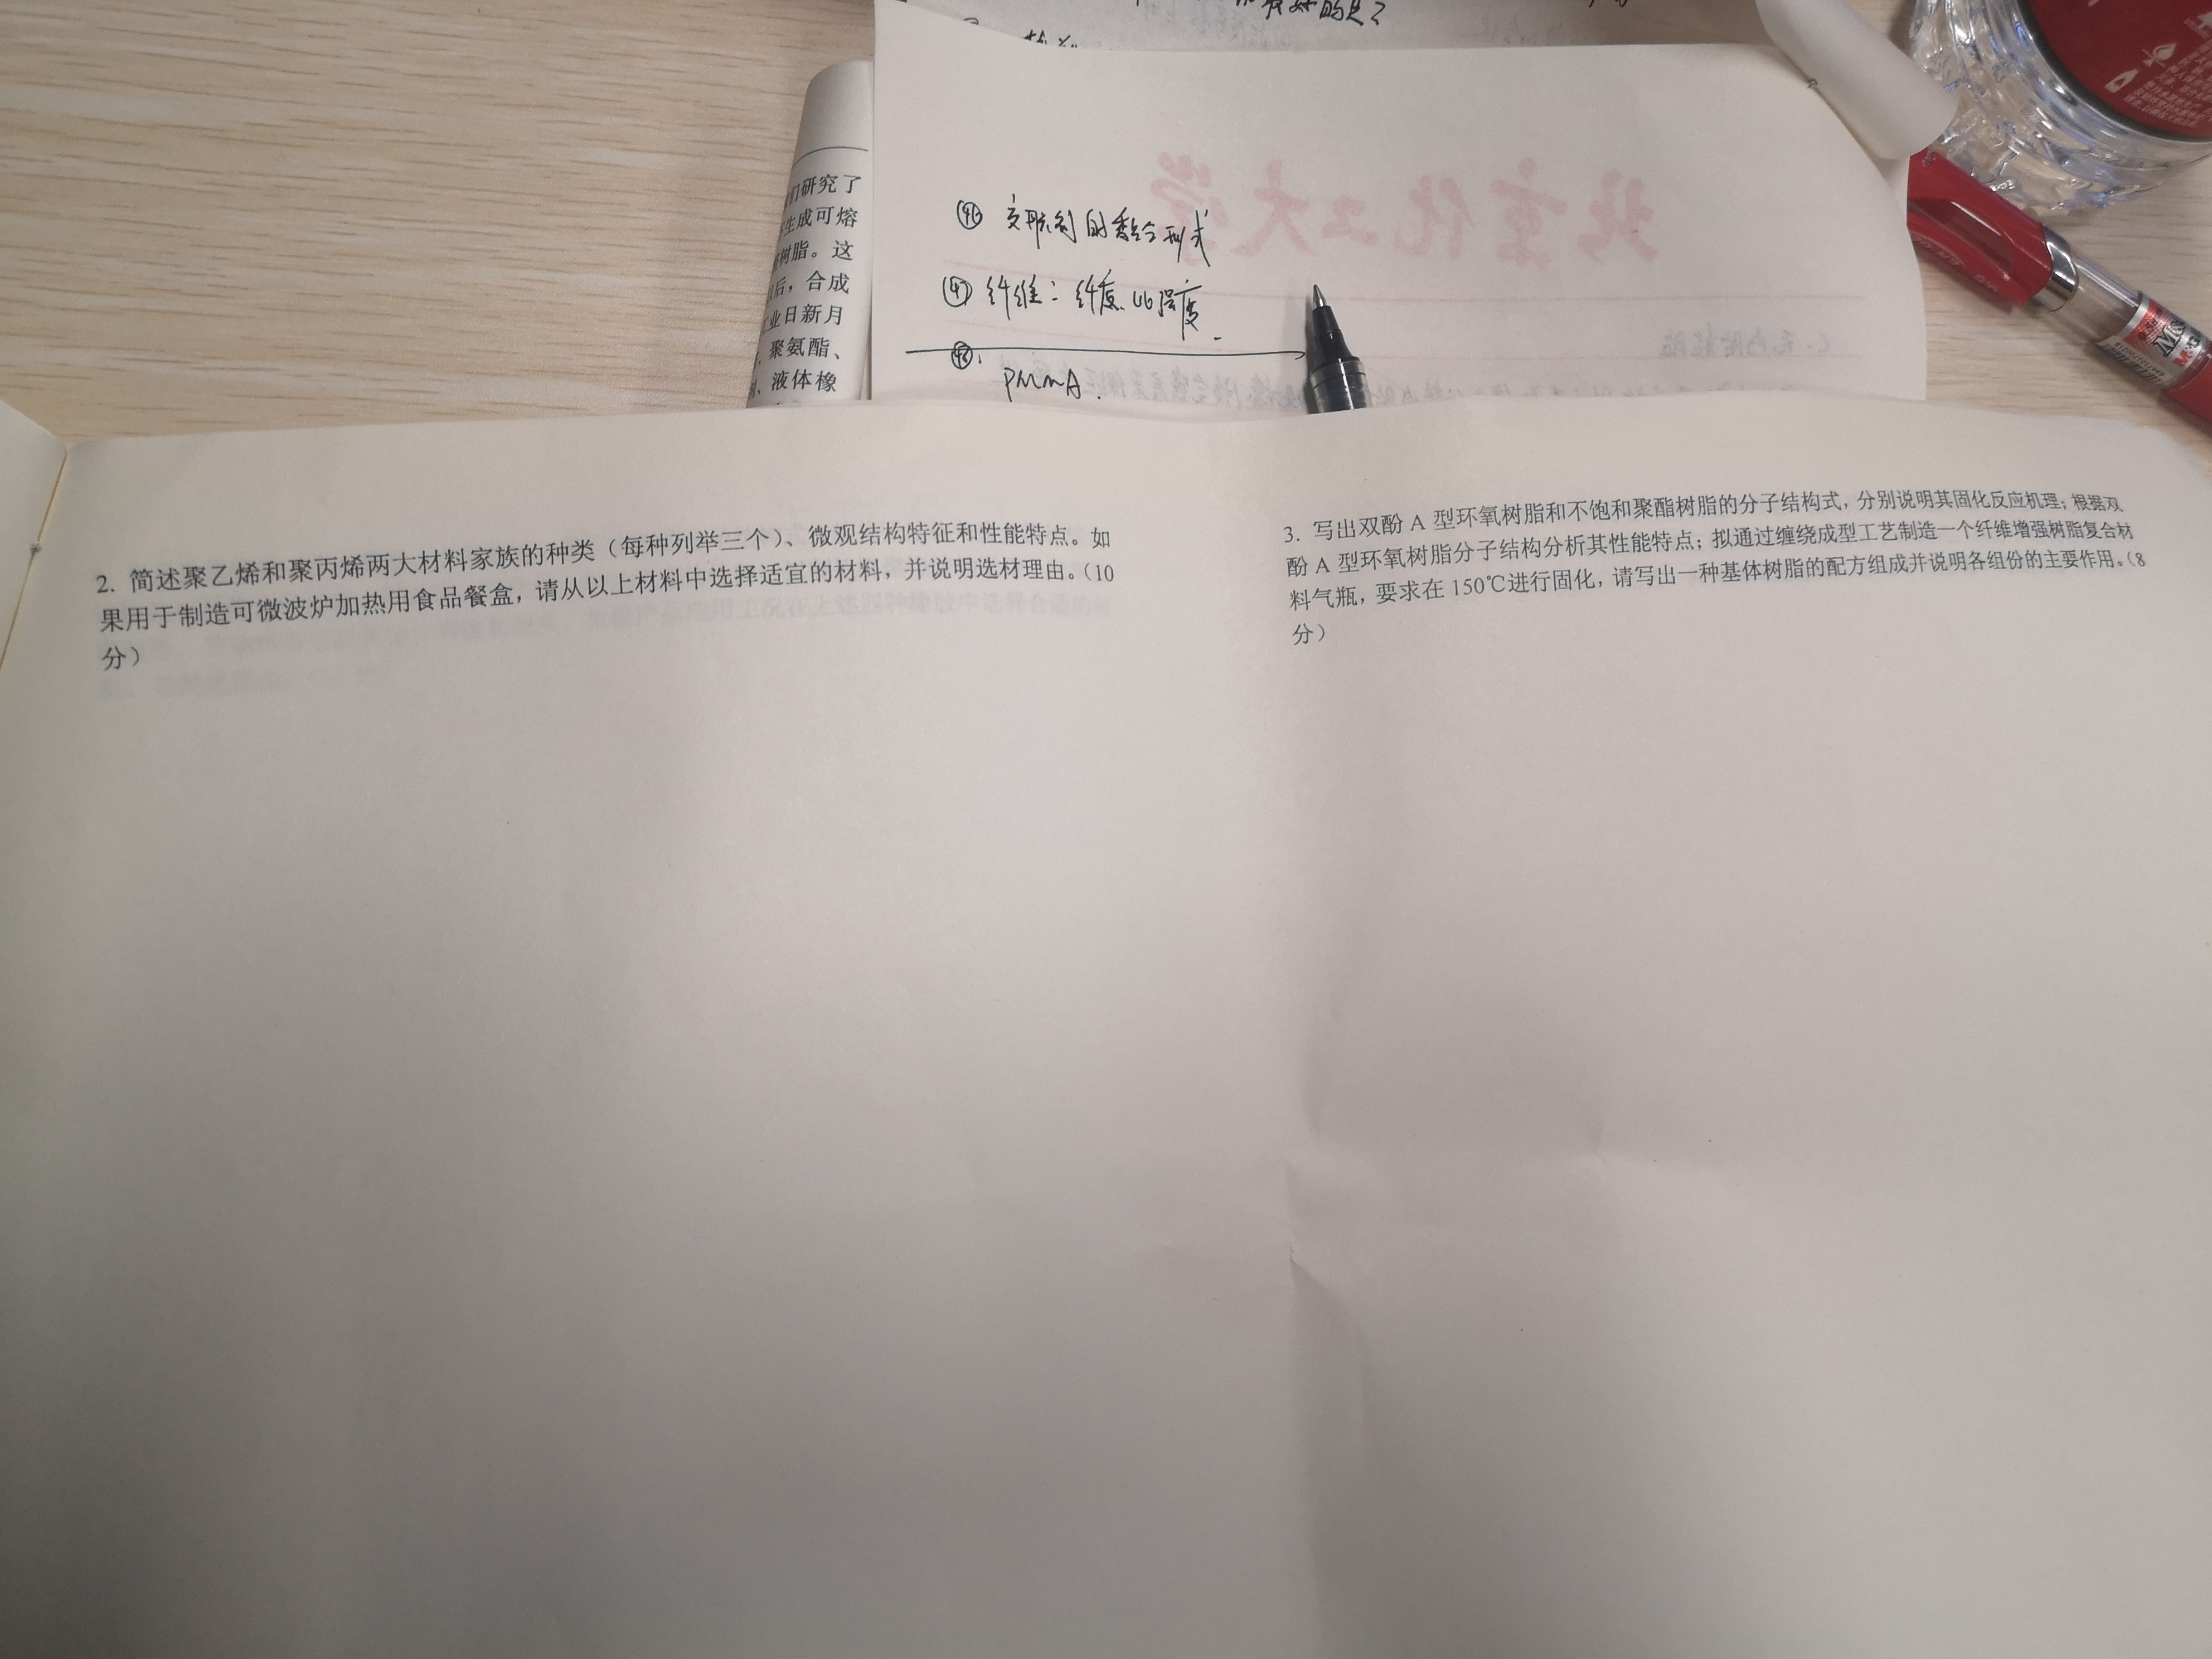 们研究了
生成可熔
树脂。这
后，合成
工业日新月
、聚氨酯、
、液体橡
北京化工大学
㊻ 交联剂的契合形式
㊼ 纤维：纤度 比强度
㊽.
PMMA.
2. 简述聚乙烯和聚丙烯两大材料家族的种类（每种列举三个）、微观结构特征和性能特点。如
果用于制造可微波炉加热用食品餐盒，请从以上材料中选择适宜的材料，并说明选材理由。（10
分）
3. 写出双酚 A 型环氧树脂和不饱和聚酯树脂的分子结构式，分别说明其固化反应机理；根据双
酚 A 型环氧树脂分子结构分析其性能特点；拟通过缠绕成型工艺制造一个纤维增强树脂复合材
料气瓶，要求在 150℃进行固化，请写出一种基体树脂的配方组成并说明各组份的主要作用。（8
分）